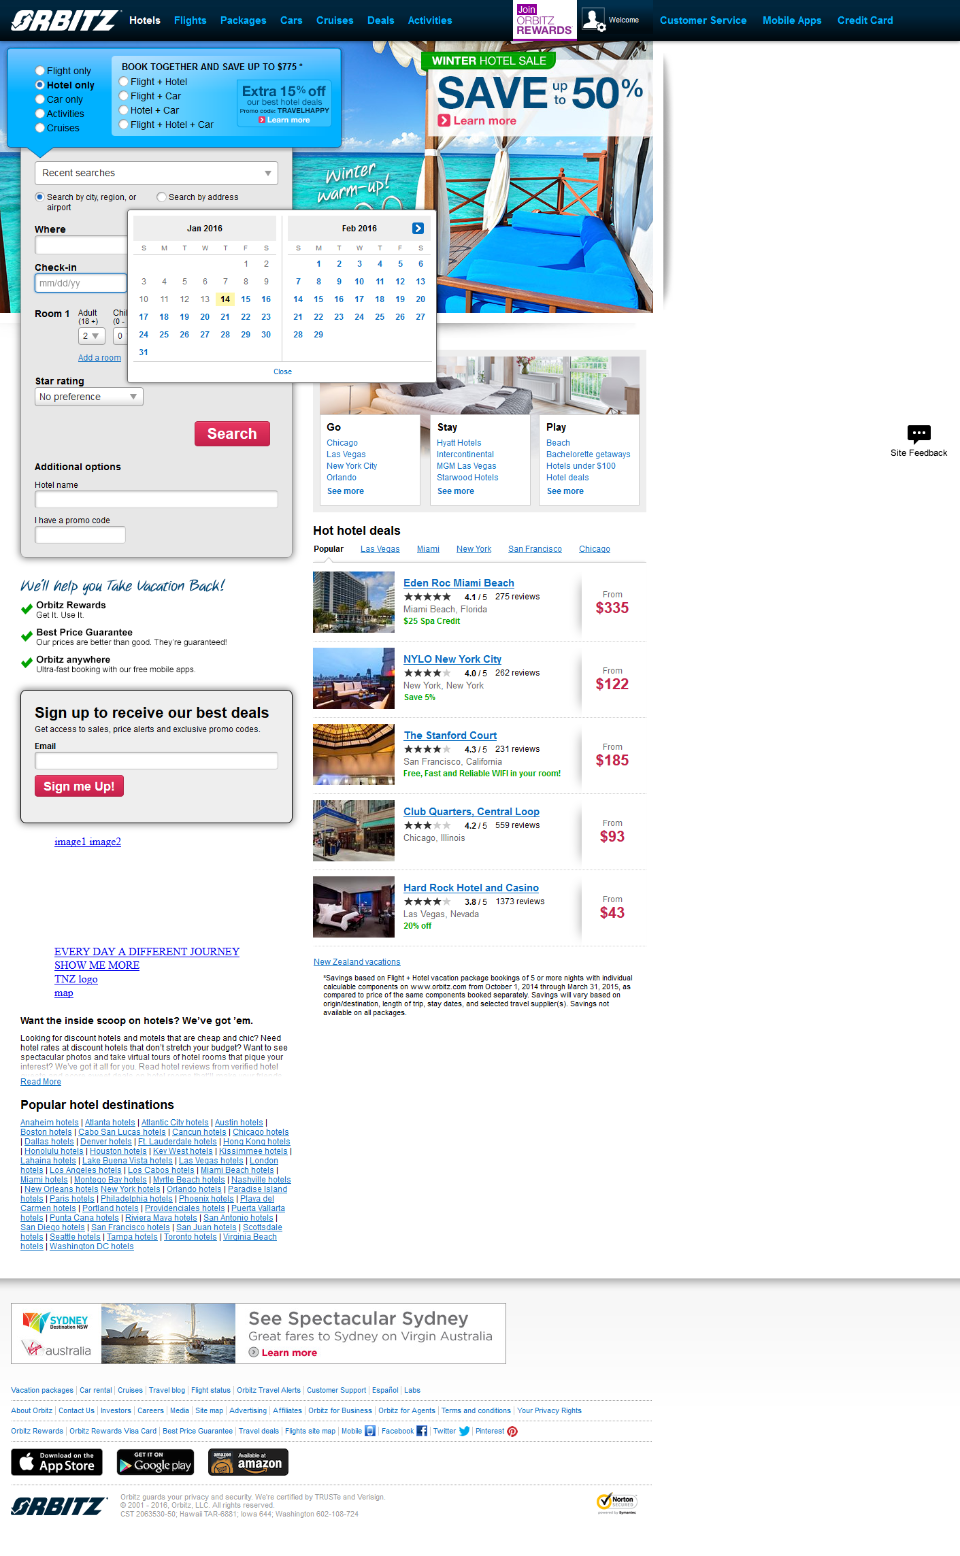 ORBITZ Hotels Flights Packages Cars Cruises Deals Activities Join ORBITZ REWARDS Welcome Customer Service Mobile Apps Credit Card
Flight only
Hotel only
Car only
Activities
Cruises
BOOK TOGETHER AND SAVE UP TO $775 *
Flight + Hotel
Flight + Car
Hotel + Car
Flight + Hotel + Car
Extra 15% off
our best hotel deals
Promo code: TRAVELHAPPY
Learn more
WINTER HOTEL SALE
SAVE up to 50%
Learn more
Winter warm-up!
Recent searches
Search by city, region, or airport
Search by address
Where
Check-in
mm/dd/yy
Room 1 Adult (18 +) Chil (0 -
2 0
Add a room
Jan 2016
S M T W T F S
1 2
3 4 5 6 7 8 9
10 11 12 13 14 15 16
17 18 19 20 21 22 23
24 25 26 27 28 29 30
31
Feb 2016
S M T W T F S
1 2 3 4 5 6
7 8 9 10 11 12 13
14 15 16 17 18 19 20
21 22 23 24 25 26 27
28 29
Close
Star rating
No preference
Search
Additional options
Hotel name
I have a promo code
Go
Chicago
Las Vegas
New York City
Orlando
See more
Stay
Hyatt Hotels
Intercontinental
MGM Las Vegas
Starwood Hotels
See more
Play
Beach
Bachelorette getaways
Hotels under $100
Hotel deals
See more
Site Feedback
Hot hotel deals
Popular Las Vegas Miami New York San Francisco Chicago
Eden Roc Miami Beach
4.1 / 5 275 reviews
Miami Beach, Florida
$25 Spa Credit
From
$335
NYLO New York City
4.0 / 5 262 reviews
New York, New York
Save 5%
From
$122
The Stanford Court
4.3 / 5 231 reviews
San Francisco, California
Free, Fast and Reliable WIFI in your room!
From
$185
Club Quarters, Central Loop
4.2 / 5 559 reviews
Chicago, Illinois
From
$93
Hard Rock Hotel and Casino
3.8 / 5 1373 reviews
Las Vegas, Nevada
20% off
From
$43
New Zealand vacations
*Savings based on Flight + Hotel vacation package bookings of 5 or more nights with individual
calculable components on www.orbitz.com from October 1, 2014 through March 31, 2015, as
compared to price of the same components booked separately. Savings will vary based on
origin/destination, length of trip, stay dates, and selected travel supplier(s). Savings not
available on all packages.
We'll help you Take Vacation Back!
Orbitz Rewards
Get It. Use It.
Best Price Guarantee
Our prices are better than good. They're guaranteed!
Orbitz anywhere
Ultra-fast booking with our free mobile apps.
Sign up to receive our best deals
Get access to sales, price alerts and exclusive promo codes.
Email
Sign me Up!
image1 image2
EVERY DAY A DIFFERENT JOURNEY
SHOW ME MORE
TNZ logo
map
Want the inside scoop on hotels? We've got 'em.
Looking for discount hotels and motels that are cheap and chic? Need
hotel rates at discount hotels that don't stretch your budget? Want to see
spectacular photos and take virtual tours of hotel rooms that pique your
interest? We've got it all for you. Read hotel reviews from verified hotel
Read More
Popular hotel destinations
Anaheim hotels | Atlanta hotels | Atlantic City hotels | Austin hotels |
Boston hotels | Cabo San Lucas hotels | Cancun hotels | Chicago hotels
| Dallas hotels | Denver hotels | Ft. Lauderdale hotels | Hong Kong hotels
| Honolulu hotels | Houston hotels | Key West hotels | Kissimmee hotels |
Lahaina hotels | Lake Buena Vista hotels | Las Vegas hotels | London
hotels | Los Angeles hotels | Los Cabos hotels | Miami Beach hotels |
Miami hotels | Montego Bay hotels | Myrtle Beach hotels | Nashville hotels
| New Orleans hotels New York hotels | Orlando hotels | Paradise Island
hotels | Paris hotels | Philadelphia hotels | Phoenix hotels | Playa del
Carmen hotels | Portland hotels | Providenciales hotels | Puerta Vallarta
hotels | Punta Cana hotels | Riviera Maya hotels | San Antonio hotels |
San Diego hotels | San Francisco hotels | San Juan hotels | Scottsdale
hotels | Seattle hotels | Tampa hotels | Toronto hotels | Virginia Beach
hotels | Washington DC hotels
SYDNEY
Destination NSW
Virgin australia
See Spectacular Sydney
Great fares to Sydney on Virgin Australia
Learn more
Vacation packages | Car rental | Cruises | Travel blog | Flight status | Orbitz Travel Alerts | Customer Support | Español | Labs
About Orbitz | Contact Us | Investors | Careers | Media | Site map | Advertising | Affiliates | Orbitz for Business | Orbitz for Agents | Terms and conditions | Your Privacy Rights
Orbitz Rewards | Orbitz Rewards Visa Card | Best Price Guarantee | Travel deals | Flights site map | Mobile | Facebook | Twitter | Pinterest
Download on the App Store
GET IT ON Google play
Available at amazon
ORBITZ
Orbitz guards your privacy and security. We're certified by TRUSTe and Verisign.
© 2001 - 2016, Orbitz, LLC. All rights reserved.
CST 2063530-50; Hawaii TAR-6881; Iowa 644; Washington 602-108-724
Norton
SECURED
powered by Symantec